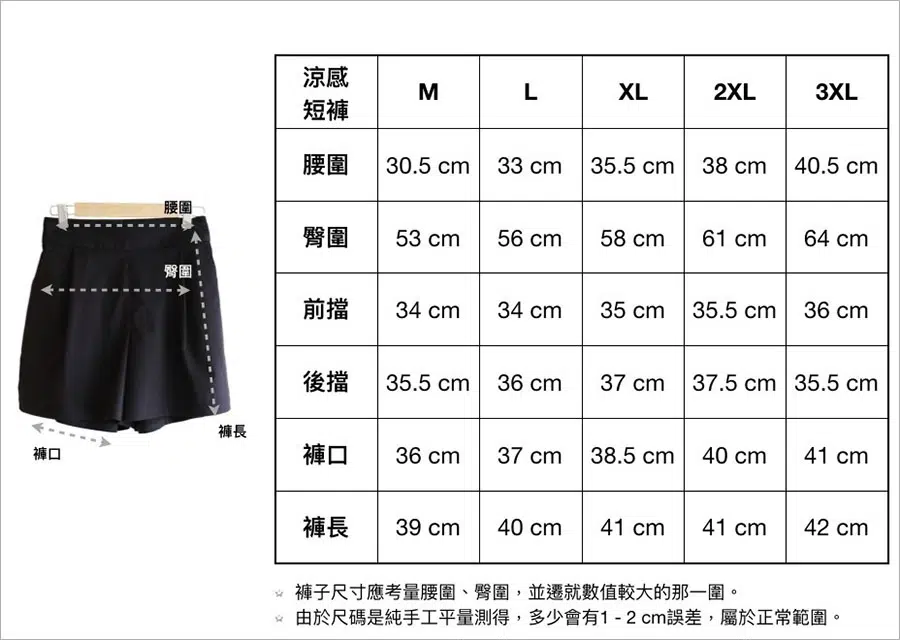 涼感
短褲 M L XL 2XL 3XL
腰圍 30.5 cm 33 cm 35.5 cm 38 cm 40.5 cm
臀圍 53 cm 56 cm 58 cm 61 cm 64 cm
前擋 34 cm 34 cm 35 cm 35.5 cm 36 cm
後擋 35.5 cm 36 cm 37 cm 37.5 cm 35.5 cm
褲口 36 cm 37 cm 38.5 cm 40 cm 41 cm
褲長 39 cm 40 cm 41 cm 41 cm 42 cm
腰圍
臀圍
褲長
褲口
☆ 褲子尺寸應考量腰圍、臀圍，並遷就數值較大的那一圍。
☆ 由於尺碼是純手工平量測得，多少會有1 - 2 cm誤差，屬於正常範圍。